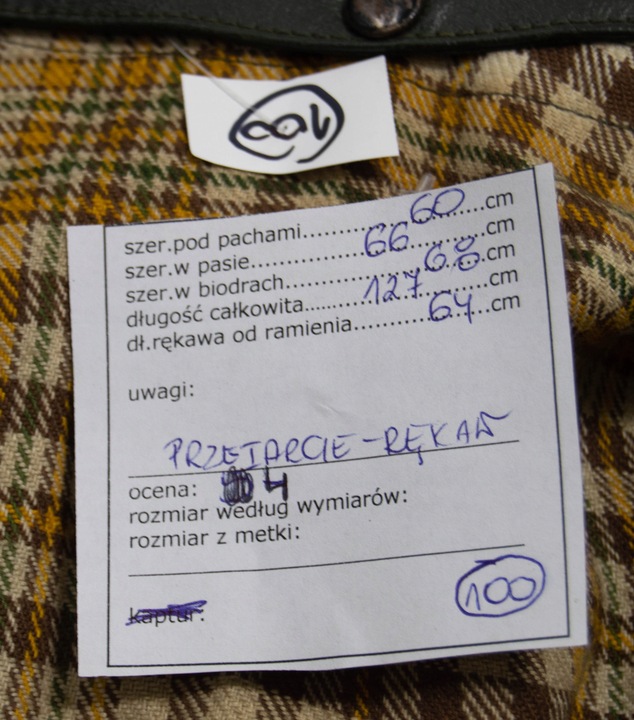 100
szer.pod pachami..................60......cm
szer.w pasie................66..............cm
szer.w biodrach....................68.cm
długość całkowita..........127............cm
dł.rękawa od ramienia..............64...cm
uwagi:
PRZETARCIE - RĘKAW
ocena: 4
rozmiar według wymiarów:
rozmiar z metki:
kaptur:
100